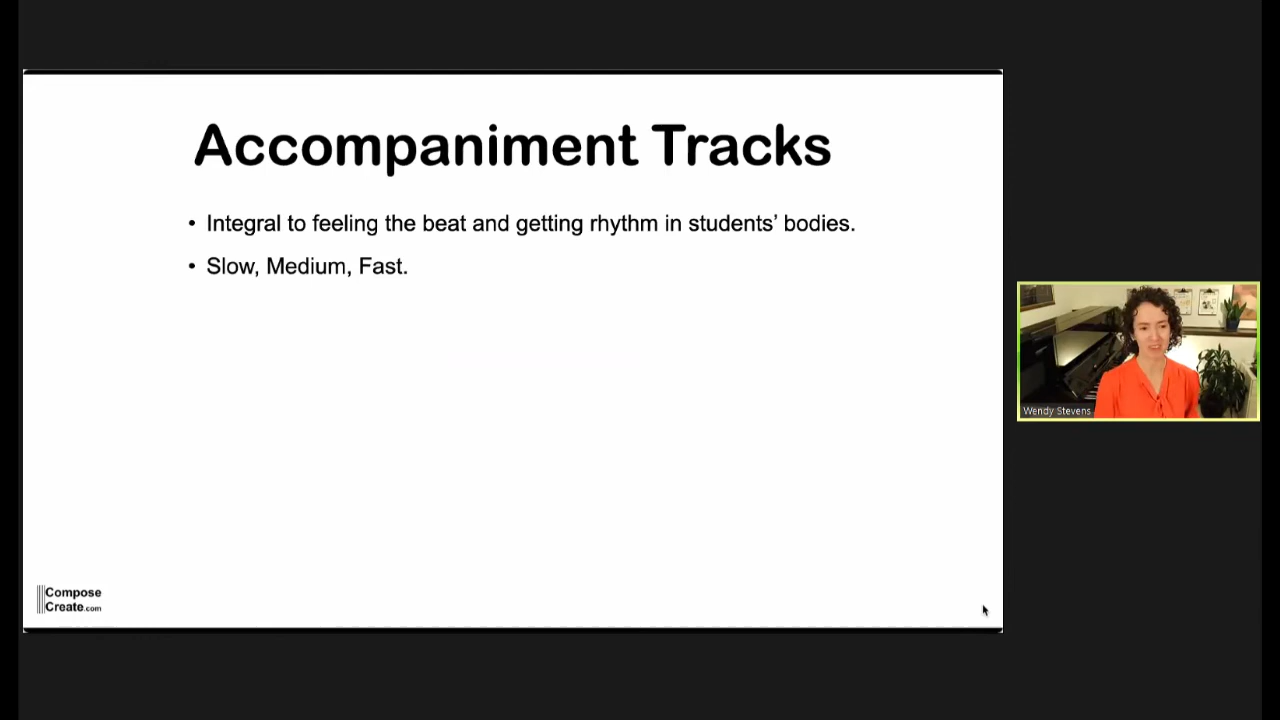 Accompaniment Tracks
• Integral to feeling the beat and getting rhythm in students’ bodies.
• Slow, Medium, Fast.
Wendy Stevens
Compose
Create.com